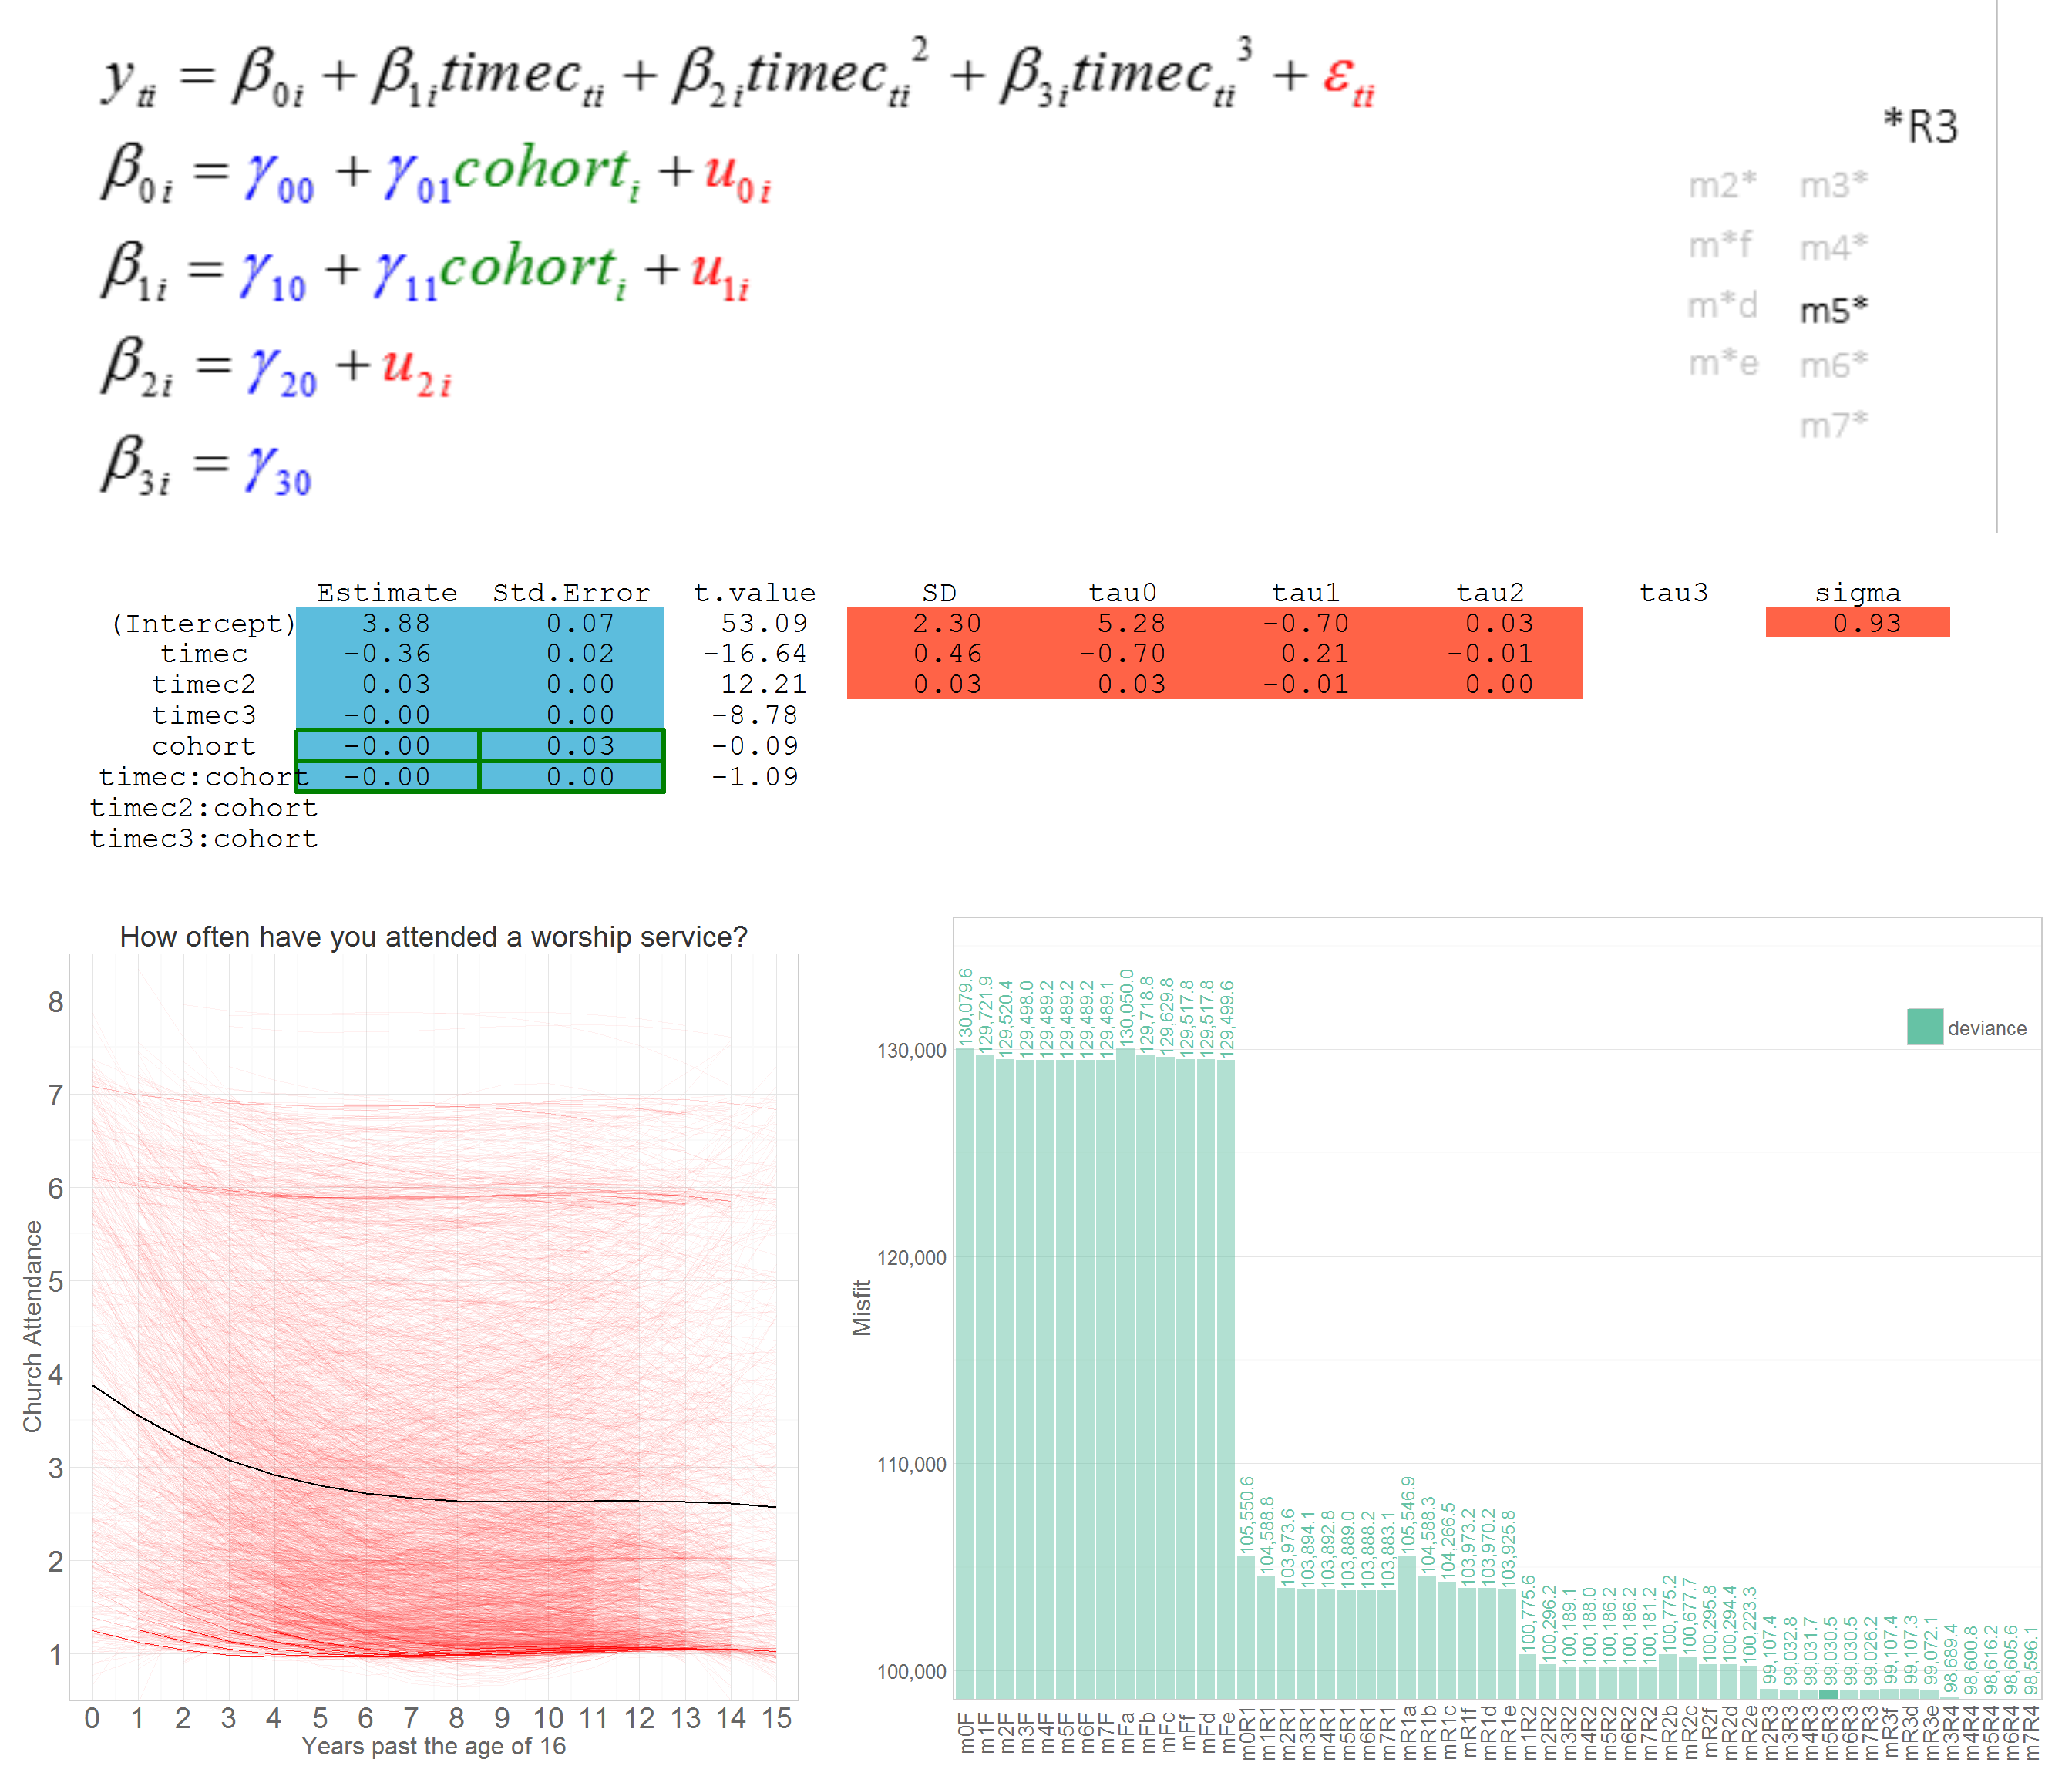 y_ti = β_0i + β_1i timec_ti + β_2i timec_ti² + β_3i timec_ti³ + ε_ti
β_0i = γ_00 + γ_01 cohort_i + u_0i
β_1i = γ_10 + γ_11 cohort_i + u_1i
β_2i = γ_20 + u_2i
β_3i = γ_30
*R3
m2* m3*
m*f m4*
m*d m5*
m*e m6*
m7*
Estimate Std.Error t.value SD tau0 tau1 tau2 tau3 sigma
(Intercept) 3.88 0.07 53.09 2.30 5.28 -0.70 0.03 0.93
timec -0.36 0.02 -16.64 0.46 -0.70 0.21 -0.01
timec2 0.03 0.00 12.21 0.03 0.03 -0.01 0.00
timec3 -0.00 0.00 -8.78
cohort -0.00 0.03 -0.09
timec:cohort -0.00 0.00 -1.09
timec2:cohort
timec3:cohort
How often have you attended a worship service?
Church Attendance
8
7
6
5
4
3
2
1
0 1 2 3 4 5 6 7 8 9 10 11 12 13 14 15
Years past the age of 16
Misfit
130,000
120,000
110,000
100,000
deviance
130,079.6 129,721.9 129,520.4 129,498.0 129,489.2 129,489.2 129,489.2 129,489.1 130,050.0 129,718.8 129,629.8 129,517.8 129,517.8 129,499.6 105,550.6 104,588.8 103,973.6 103,894.1 103,892.8 103,889.0 103,888.2 103,883.1 105,546.9 104,588.3 104,266.5 103,973.2 103,970.2 103,925.8 100,775.6 100,296.2 100,189.1 100,188.0 100,186.2 100,186.2 100,181.2 100,775.2 100,677.7 100,295.8 100,294.4 100,223.3 99,107.4 99,032.8 99,031.7 99,030.5 99,030.5 99,026.2 99,107.4 99,107.3 99,072.1 98,689.4 98,600.8 98,616.2 98,605.6 98,596.1
m0F m1F m2F m3F m4F m5F m6F m7F mFa mFb mFc mFf mFd mFe m0R1 m1R1 m2R1 m3R1 m4R1 m5R1 m6R1 m7R1 mR1a mR1b mR1c mR1f mR1d mR1e m1R2 m2R2 m3R2 m4R2 m5R2 m6R2 m7R2 mR2b mR2c mR2f mR2d mR2e m2R3 m3R3 m4R3 m5R3 m6R3 m7R3 mR3f mR3d mR3e m3R4 m4R4 m5R4 m6R4 m7R4